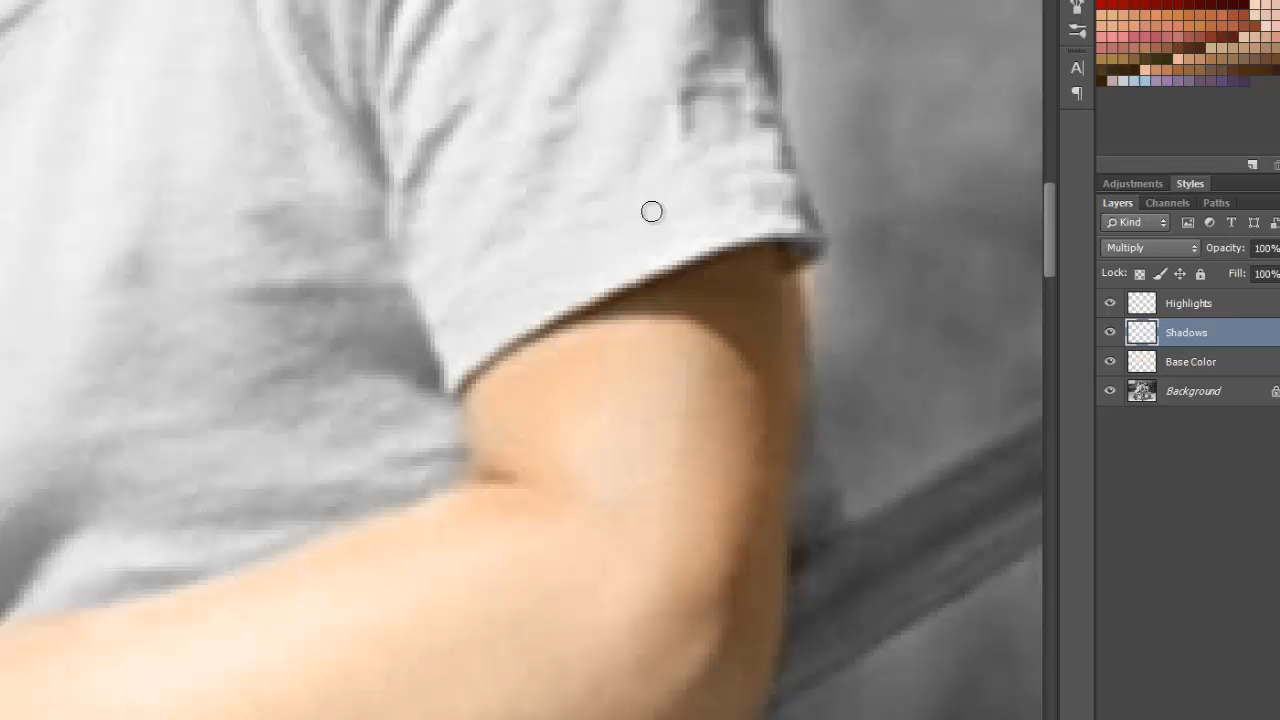 Adjustments Styles
Layers Channels Paths
Kind
Multiply Opacity: 100%
Lock: Fill: 100%
Highlights
Shadows
Base Color
Background